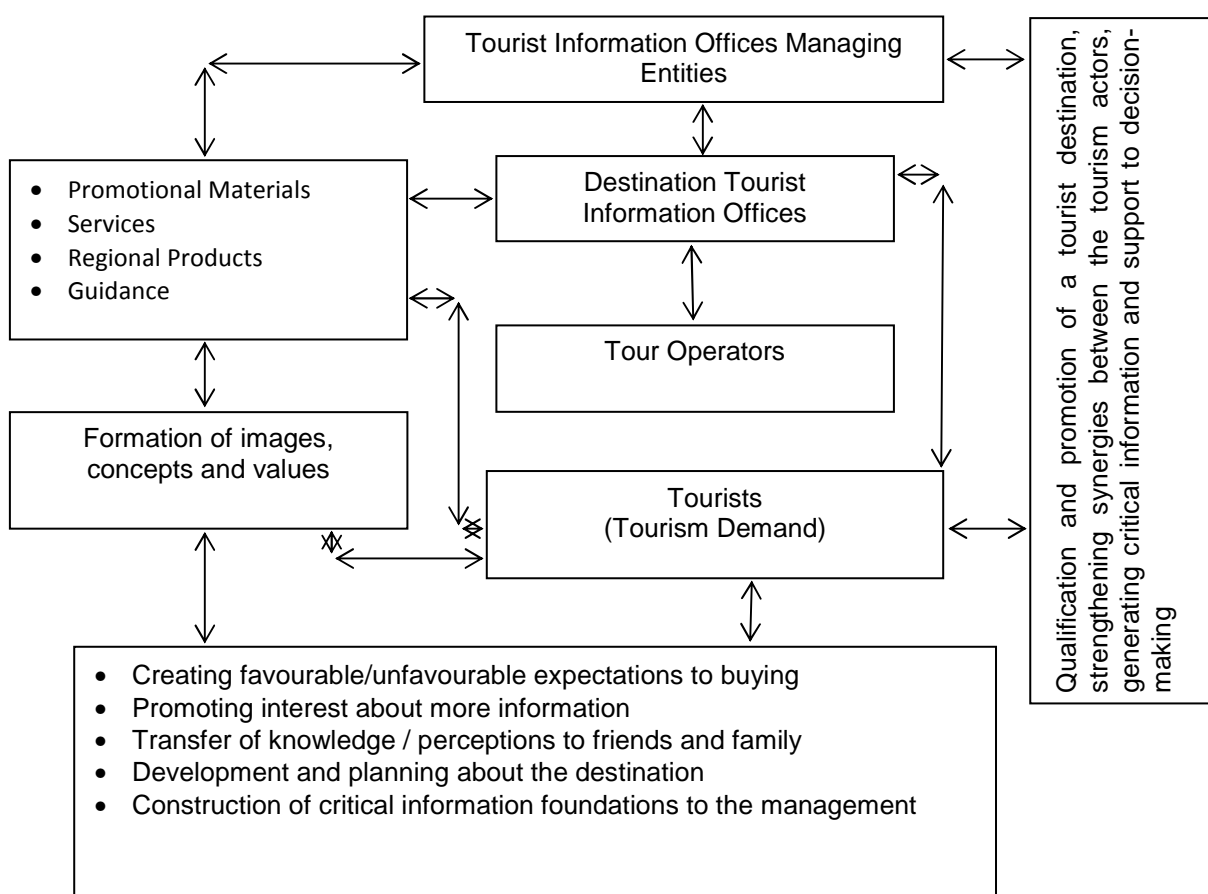 Tourist Information Offices Managing
Entities
• Promotional Materials
• Services
• Regional Products
• Guidance
Destination Tourist
Information Offices
Tour Operators
Formation of images,
concepts and values
Tourists
(Tourism Demand)
• Creating favourable/unfavourable expectations to buying
• Promoting interest about more information
• Transfer of knowledge / perceptions to friends and family
• Development and planning about the destination
• Construction of critical information foundations to the management
Qualification and promotion of a tourist destination,
strengthening synergies between the tourism actors,
generating critical information and support to decision-
making